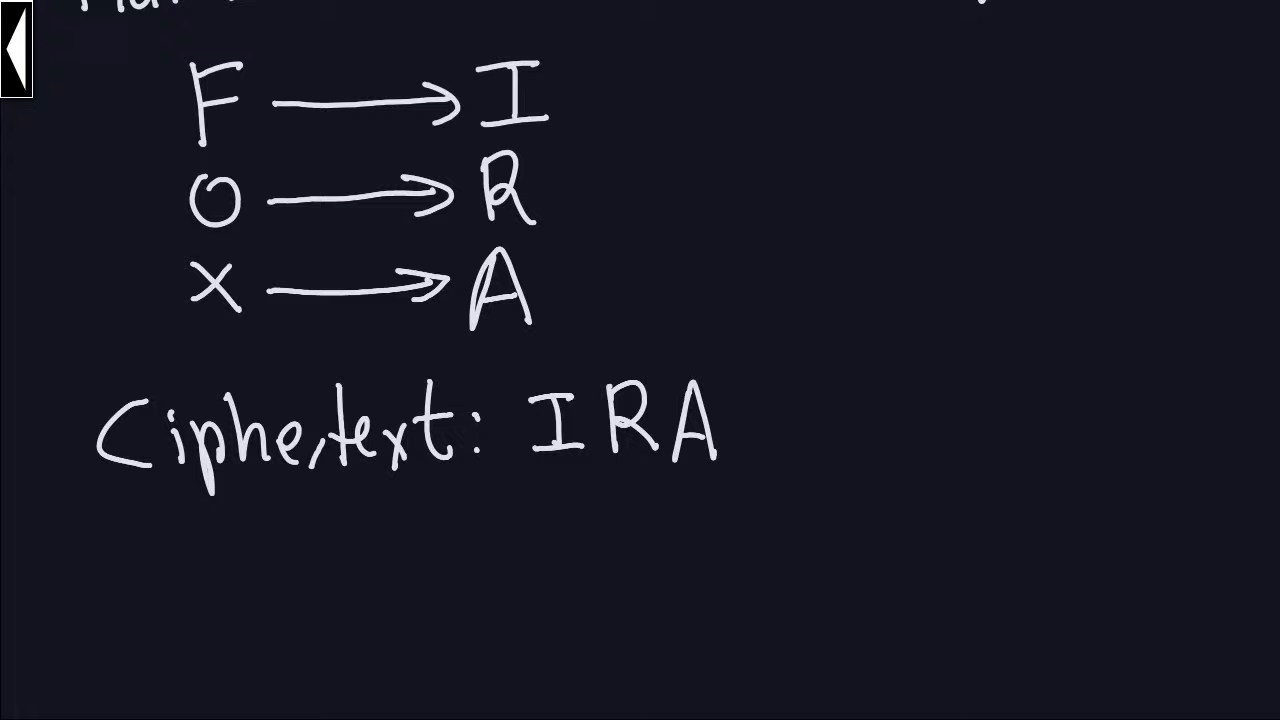 F → I
O → R
X → A
Ciphertext: IRA